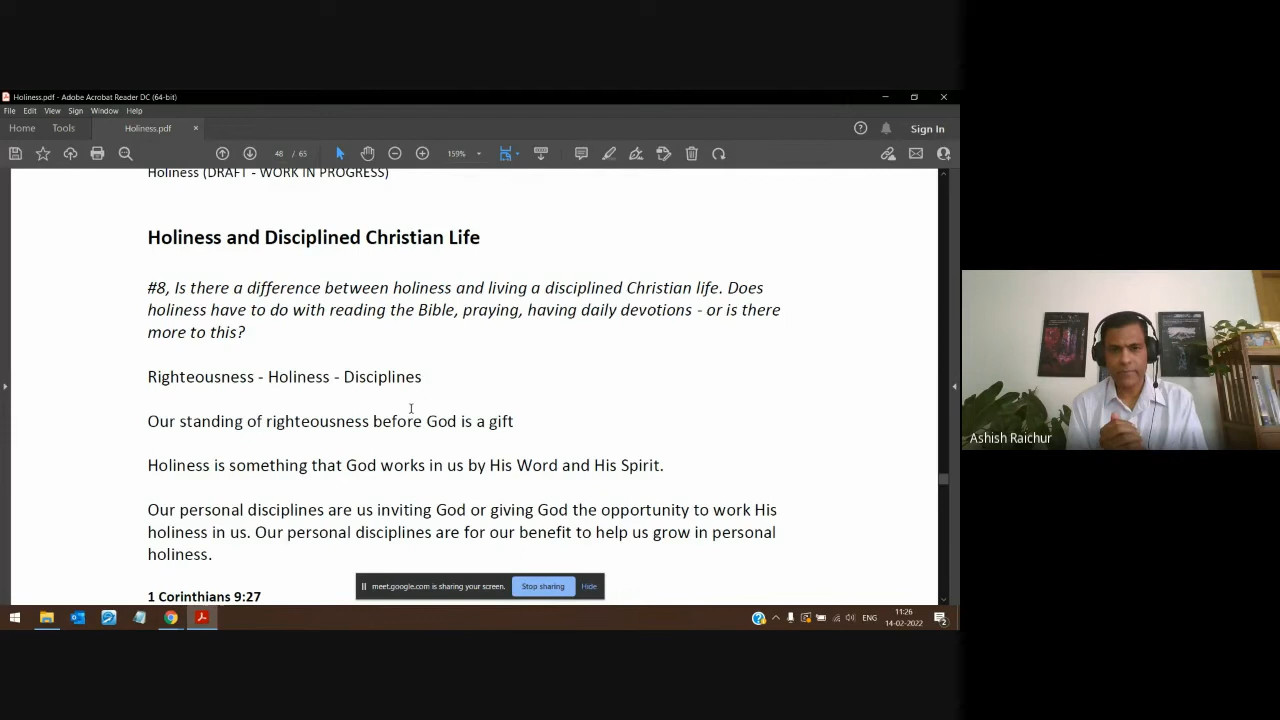 Holiness.pdf - Adobe Acrobat Reader DC (64-bit)
File Edit View Sign Window Help
Home Tools Holiness.pdf × Sign In
48 / 65 159%
Holiness (DRAFT - WORK IN PROGRESS)
Holiness and Disciplined Christian Life
#8, Is there a difference between holiness and living a disciplined Christian life. Does
holiness have to do with reading the Bible, praying, having daily devotions - or is there
more to this?
Righteousness - Holiness - Disciplines
Our standing of righteousness before God is a gift
Holiness is something that God works in us by His Word and His Spirit.
Our personal disciplines are us inviting God or giving God the opportunity to work His
holiness in us. Our personal disciplines are for our benefit to help us grow in personal
holiness.
1 Corinthians 9:27
meet.google.com is sharing your screen. Stop sharing Hide
ENG
11:26
14-02-2022
2
Ashish Raichur